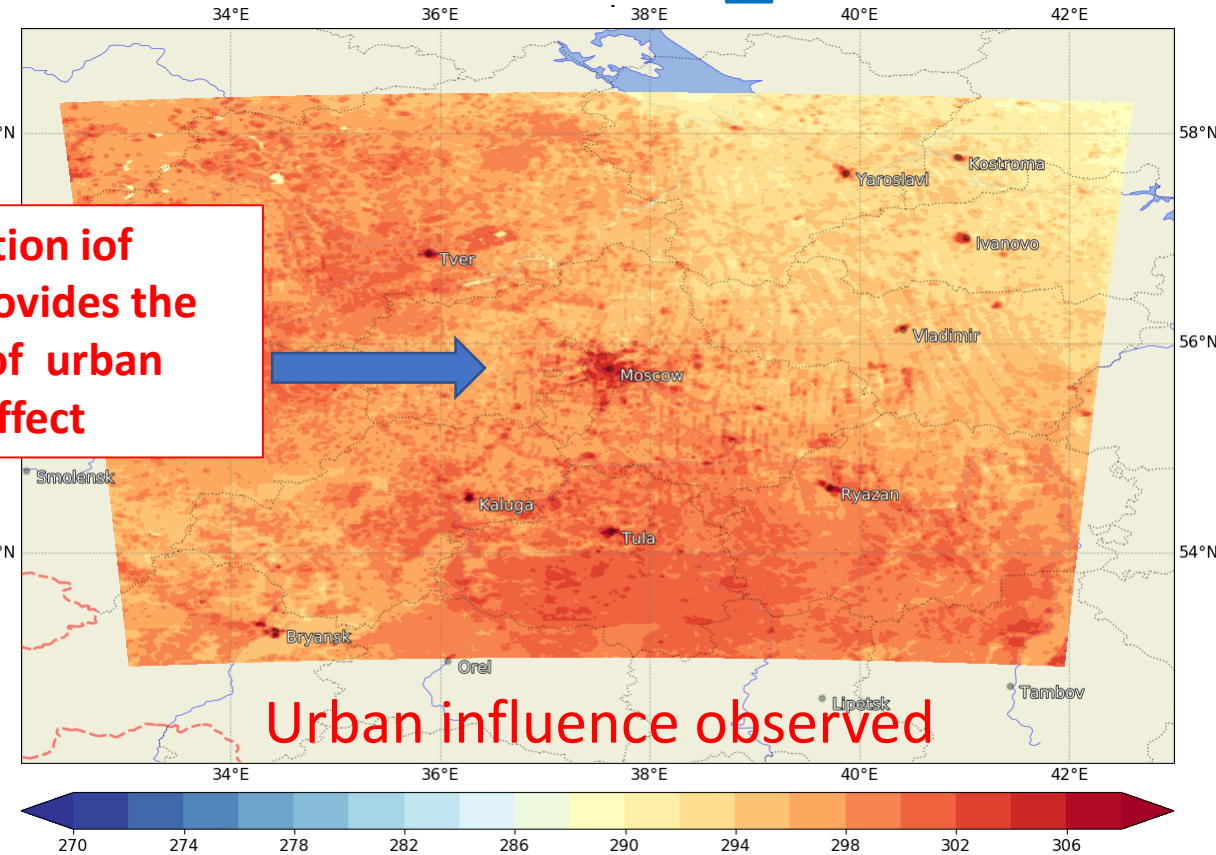 34°E 36°E 38°E 40°E 42°E
°N 58°N
Kostroma
Yaroslavl
Ivanovo
tion iof
ovides the
of urban
ffect
Tver
Vladimir
56°N
Moscow
Smolensk
Kaluga
Ryazan
Tula
°N 54°N
Bryansk
Orel
Tambov
Lipetsk
Urban influence observed
34°E 36°E 38°E 40°E 42°E
270 274 278 282 286 290 294 298 302 306